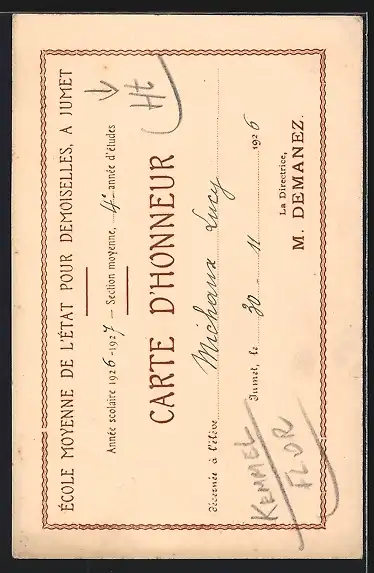 ÉCOLE MOYENNE DE L'ÉTAT POUR DEMOISELLES, A JUMET
Année scolaire 1926-1927 — Section moyenne, 4e année d'études
Ht
CARTE D'HONNEUR
décernée à l'élève Michaux Lucy
Jumet, le 30 - 11 1926
La Directrice,
M. DEMANEZ.
KEMMEL
FLOR